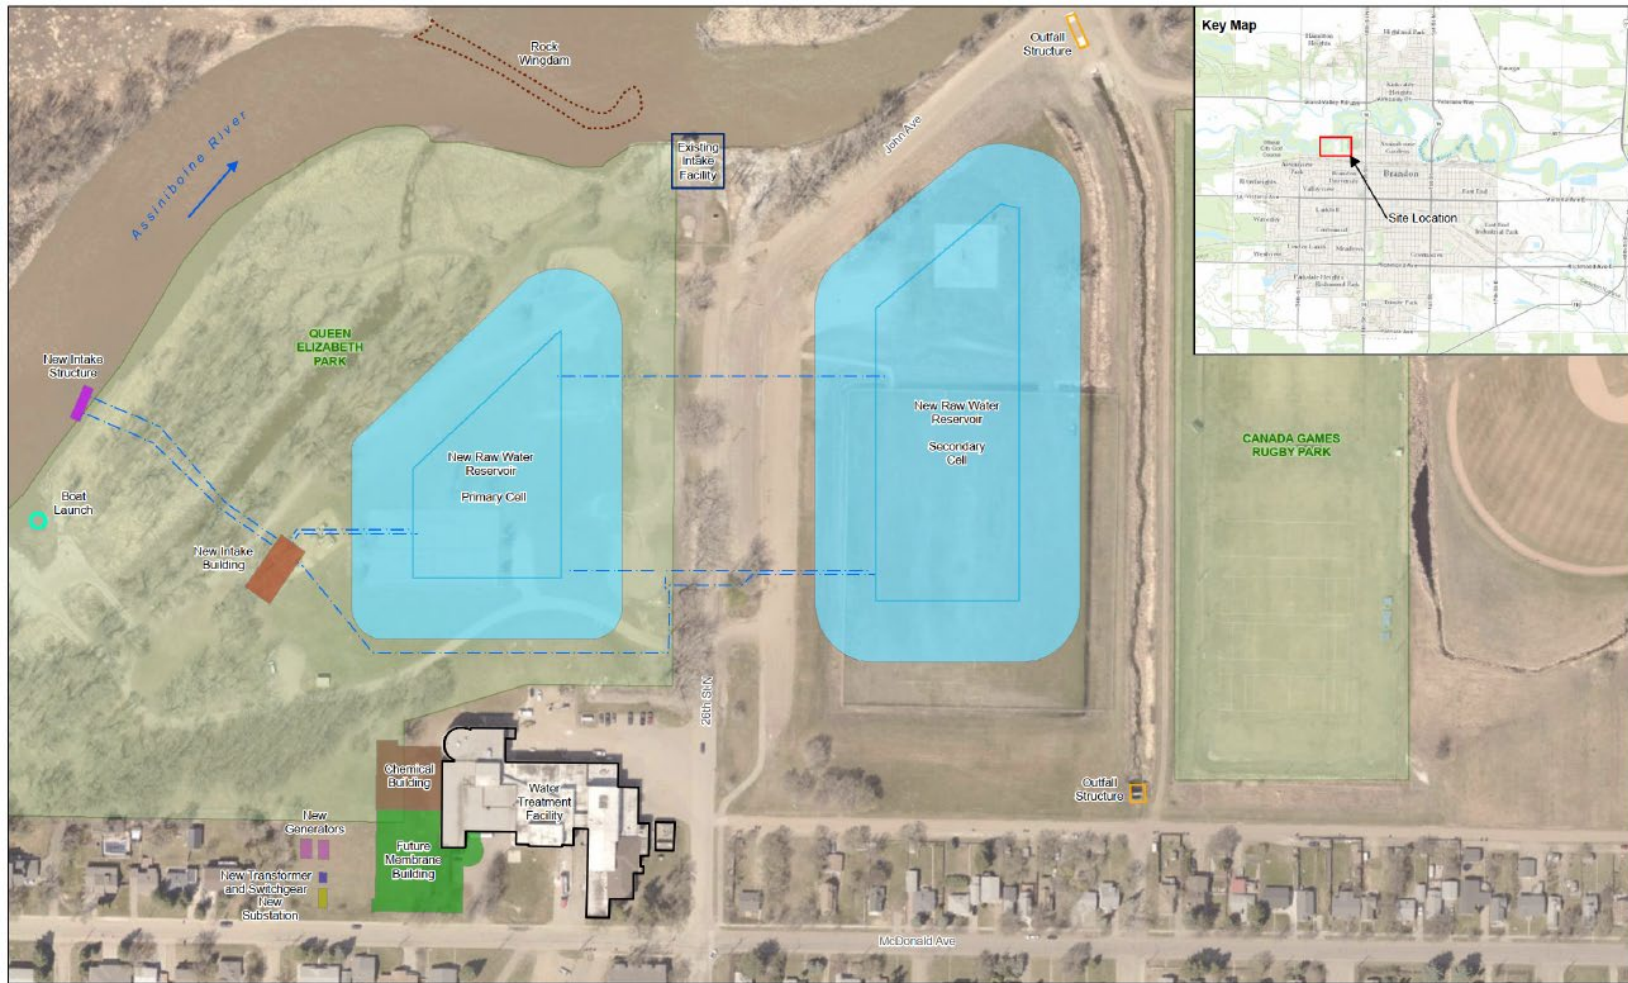 Rock
Wingdam
Outfall
Structure
Key Map
John Ave
Assiniboine River
Existing
Intake
Facility
Brandon
Site Location
QUEEN
ELIZABETH
PARK
New Intake
Structure
New Raw Water
Reservoir
Primary Cell
New Raw Water
Reservoir
Secondary
Cell
CANADA GAMES
RUGBY PARK
Boat
Launch
New Intake
Building
26th St N
Chemical
Building
Water
Treatment
Facility
Outfall
Structure
New
Generators
Future
Membrane
Building
New Transformer
and Switchgear
New
Substation
McDonald Ave